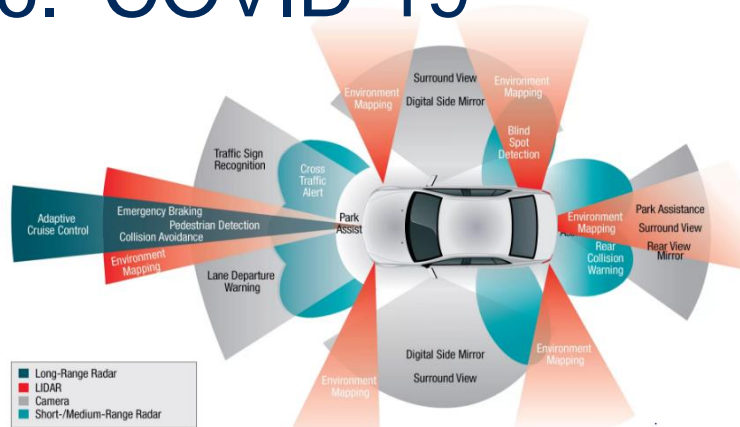 COVID-19
Surround View
Digital Side Mirror
Environment
Mapping
Environment
Mapping
Blind
Spot
Detection
Traffic Sign
Recognition
Cross
Traffic
Alert
Adaptive
Cruise Control
Emergency Braking
Pedestrian Detection
Collision Avoidance
Environment
Mapping
Lane Departure
Warning
Park
Assist
Environment
Mapping
Rear
Collision
Warning
Park Assistance
Surround View
Rear View
Mirror
Digital Side Mirror
Surround View
Environment
Mapping
Environment
Mapping
Long-Range Radar
LIDAR
Camera
Short-/Medium-Range Radar